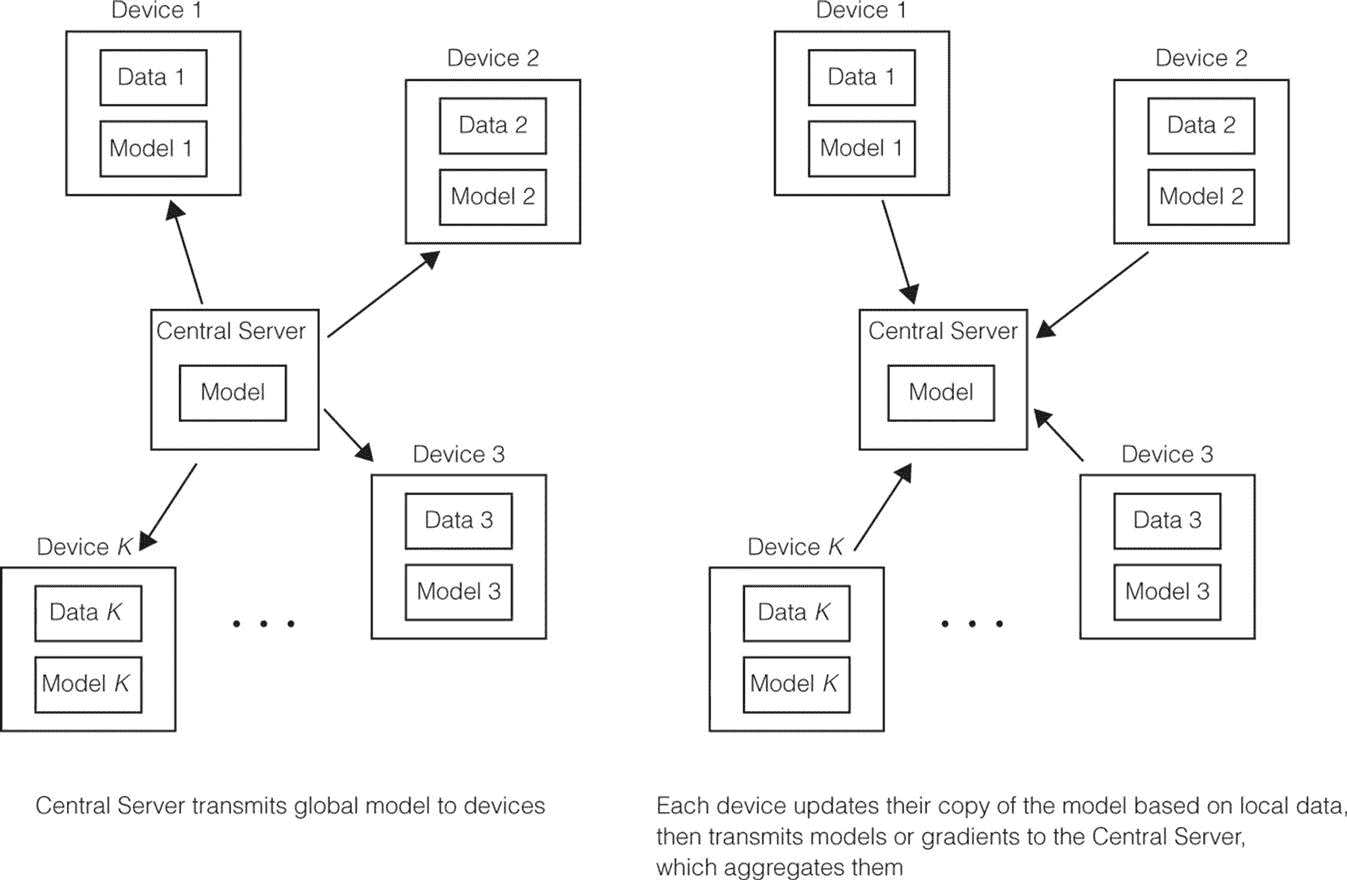 Device 1
Data 1
Model 1
Device 2
Data 2
Model 2
Central Server
Model
Device 3
Data 3
Model 3
Device K
Data K
Model K
. . .
Central Server transmits global model to devices
Device 1
Data 1
Model 1
Device 2
Data 2
Model 2
Central Server
Model
Device 3
Data 3
Model 3
Device K
Data K
Model K
. . .
Each device updates their copy of the model based on local data,
then transmits models or gradients to the Central Server,
which aggregates them